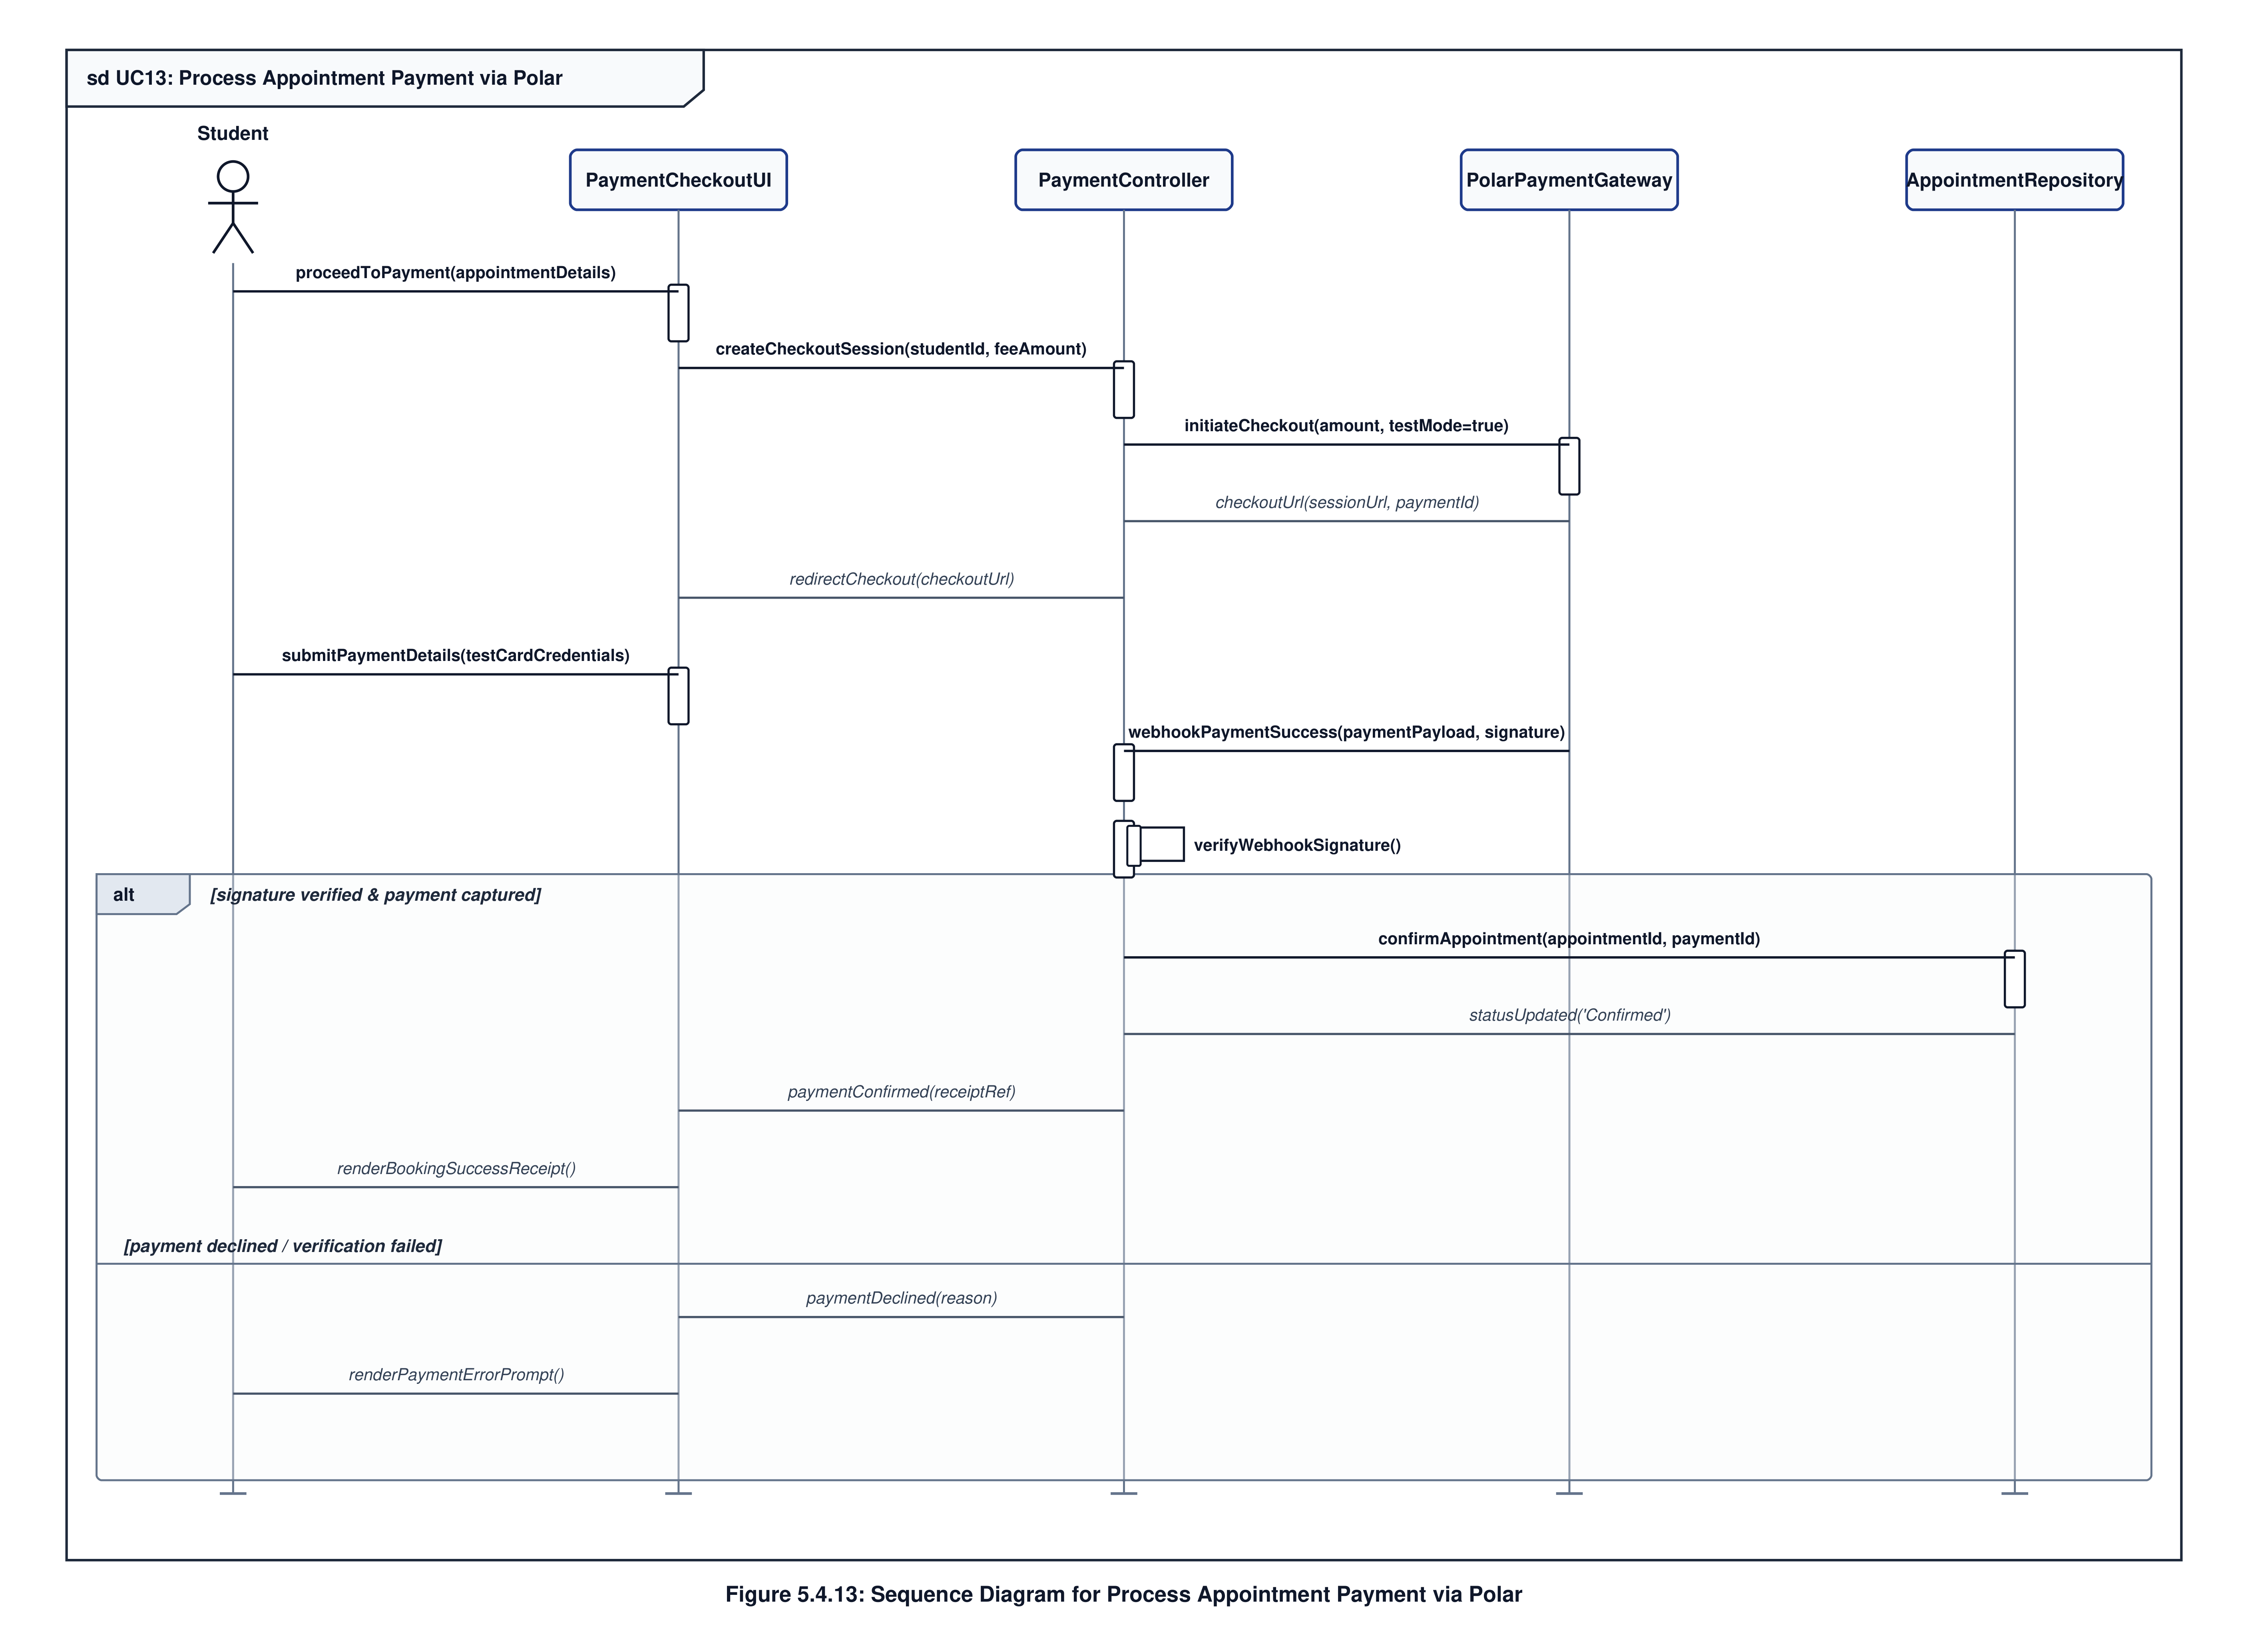 sd UC13: Process Appointment Payment via Polar
Student
PaymentCheckoutUI
PaymentController
PolarPaymentGateway
AppointmentRepository
proceedToPayment(appointmentDetails)
createCheckoutSession(studentId, feeAmount)
initiateCheckout(amount, testMode=true)
checkoutUrl(sessionUrl, paymentId)
redirectCheckout(checkoutUrl)
submitPaymentDetails(testCardCredentials)
webhookPaymentSuccess(paymentPayload, signature)
verifyWebhookSignature()
alt
[signature verified & payment captured]
confirmAppointment(appointmentId, paymentId)
statusUpdated('Confirmed')
paymentConfirmed(receiptRef)
renderBookingSuccessReceipt()
[payment declined / verification failed]
paymentDeclined(reason)
renderPaymentErrorPrompt()
Figure 5.4.13: Sequence Diagram for Process Appointment Payment via Polar